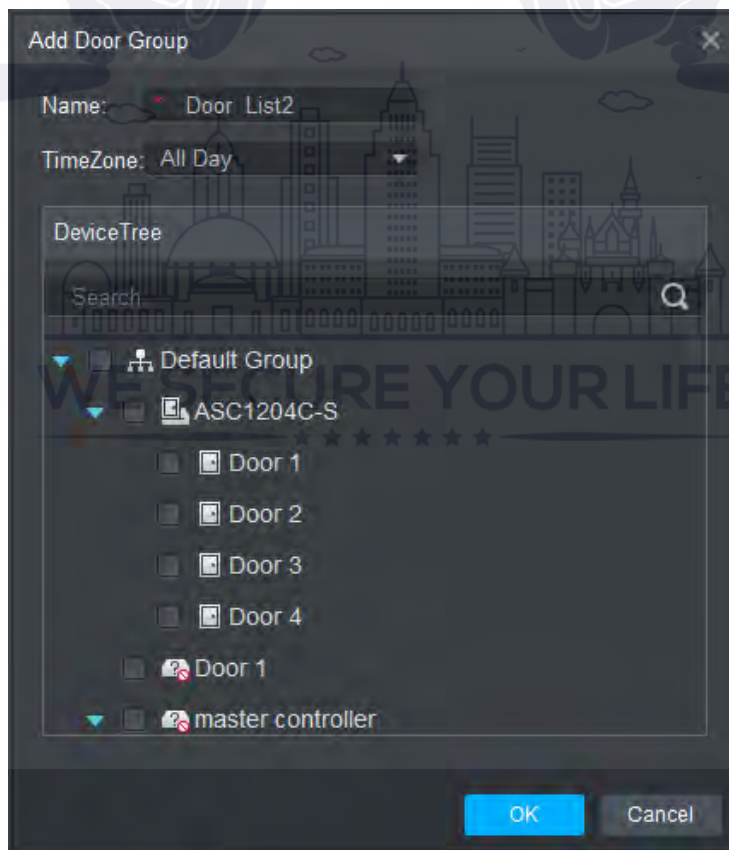 Add Door Group
Name: * Door List2
TimeZone: All Day
DeviceTree
Search...
Default Group
WE SECURE YOUR LIFE
ASC1204C-S
Door 1
Door 2
Door 3
Door 4
Door 1
master controller
OK Cancel